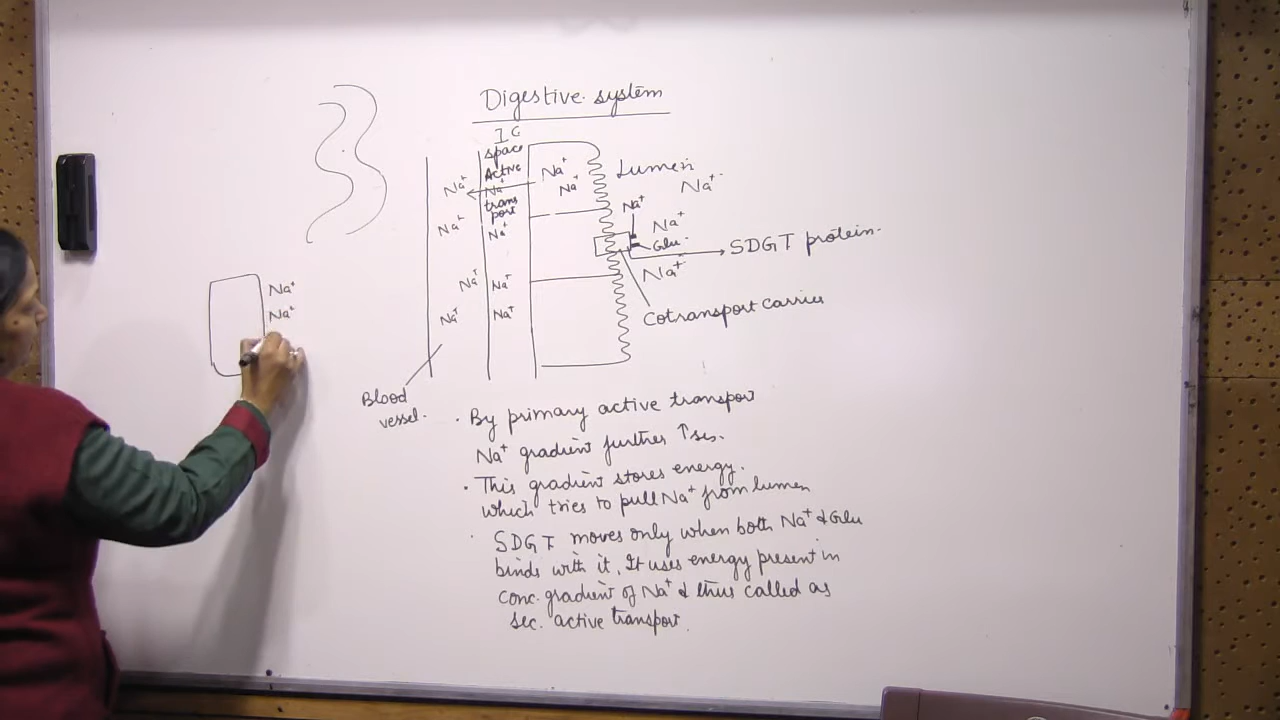 Digestive system
IC
space
Active
Na⁺
trans
port
Na⁺
Na⁺
Na⁺
Na⁺
Na⁺
Na⁺
Na⁺
Na⁺
Na⁺
Na⁺
Lumen
Na⁺
Na⁺
Na⁺
Glu.
Na⁺
SDGT protein.
Cotransport carrier
Na⁺
Na⁺
Blood
vessel.
· By primary active transport
Na⁺ gradient further ↑ses.
· This gradient stores energy.
which tries to pull Na⁺ from lumen
· SDGT moves only when both Na⁺ & Glu
binds with it. It uses energy present in
conc. gradient of Na⁺ & thus called as
sec. active transport.